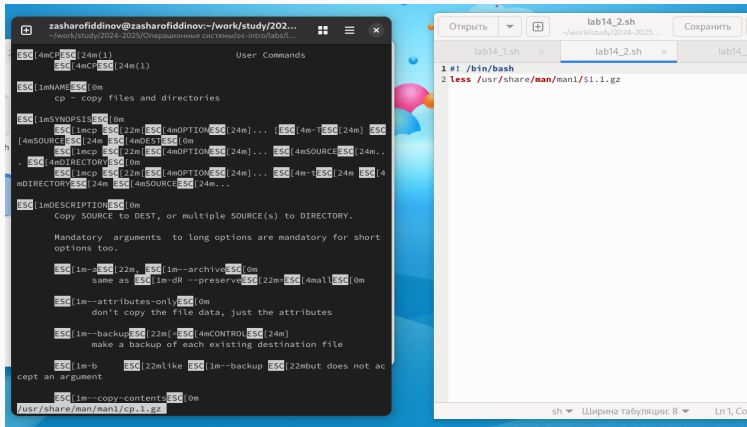 zasharofiddinov@zasharofiddinov:~/work/study/202...
~/work/study/2024-2025/Операционные системы/os-intro/labs/l...
ESC[4mCPESC[24m(1) User Commands
ESC[4mCPESC[24m(1)
ESC[1mNAMEESC[0m
cp - copy files and directories
ESC[1mSYNOPSISESC[0m
ESC[1mcp ESC[22m[ESC[4mOPTIONESC[24m]... [ESC[4m-TESC[24m] ESC
[4mSOURCEESC[24m ESC[4mDESTESC[0m
ESC[1mcp ESC[22m[ESC[4mOPTIONESC[24m]... ESC[4mSOURCEESC[24m..
. ESC[4mDIRECTORYESC[0m
ESC[1mcp ESC[22m[ESC[4mOPTIONESC[24m]... ESC[4m-tESC[24m ESC[4
mDIRECTORYESC[24m ESC[4mSOURCEESC[24m...
ESC[1mDESCRIPTIONESC[0m
Copy SOURCE to DEST, or multiple SOURCE(s) to DIRECTORY.
Mandatory arguments to long options are mandatory for short
options too.
ESC[1m-aESC[22m, ESC[1m--archiveESC[0m
same as ESC[1m-dR --preserveESC[22m=ESC[4mallESC[0m
ESC[1m--attributes-onlyESC[0m
don't copy the file data, just the attributes
ESC[1m--backupESC[22m[=ESC[4mCONTROLESC[24m]
make a backup of each existing destination file
ESC[1m-b ESC[22mlike ESC[1m--backup ESC[22mbut does not ac
cept an argument
ESC[1m--copy-contentsESC[0m
/usr/share/man/man1/cp.1.gz
Открыть
lab14_2.sh
~/work/study/2024-2025...
Сохранить
lab14_1.sh × lab14_2.sh × lab14_
1 #! /bin/bash
2 less /usr/share/man/man1/$1.1.gz
sh Ширина табуляции: 8 Ln 1, Co